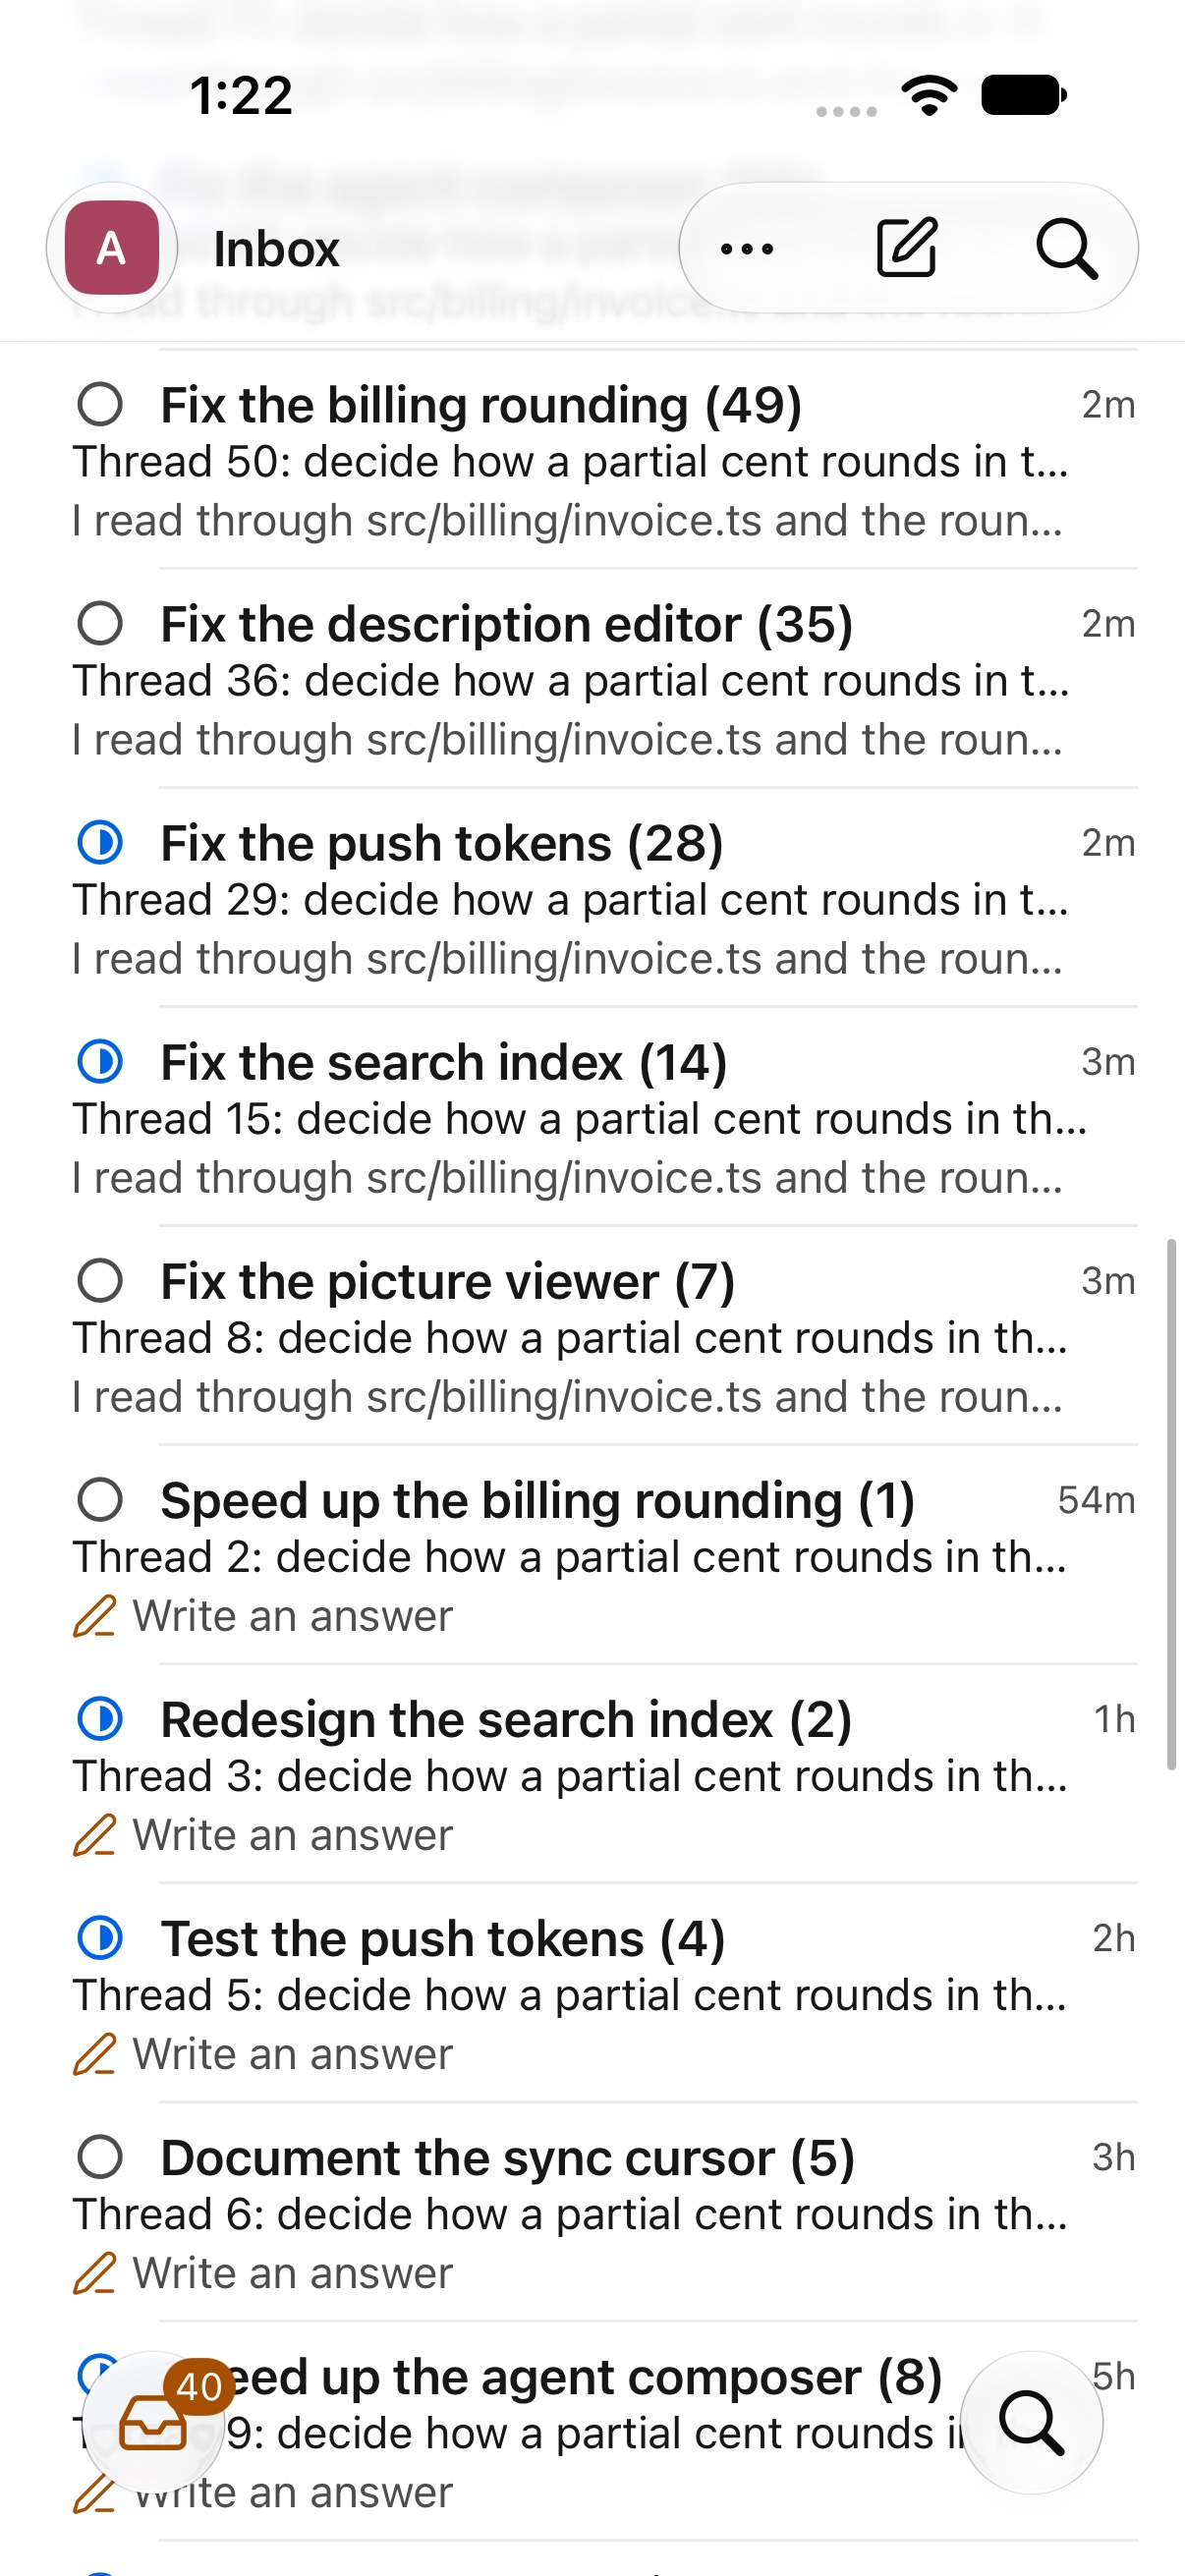 1:22
A
Inbox
I read through src/billing/invoice.ts and the roun...
Fix the billing rounding (49)
2m
Thread 50: decide how a partial cent rounds in t...
I read through src/billing/invoice.ts and the roun...
Fix the description editor (35)
2m
Thread 36: decide how a partial cent rounds in t...
I read through src/billing/invoice.ts and the roun...
Fix the push tokens (28)
2m
Thread 29: decide how a partial cent rounds in t...
I read through src/billing/invoice.ts and the roun...
Fix the search index (14)
3m
Thread 15: decide how a partial cent rounds in th...
I read through src/billing/invoice.ts and the roun...
Fix the picture viewer (7)
3m
Thread 8: decide how a partial cent rounds in th...
I read through src/billing/invoice.ts and the roun...
Speed up the billing rounding (1)
54m
Thread 2: decide how a partial cent rounds in th...
Write an answer
Redesign the search index (2)
1h
Thread 3: decide how a partial cent rounds in th...
Write an answer
Test the push tokens (4)
2h
Thread 5: decide how a partial cent rounds in th...
Write an answer
Document the sync cursor (5)
3h
Thread 6: decide how a partial cent rounds in th...
Write an answer
up the agent composer (8)
5h
40
9: decide how a partial cent rounds
Write an answer